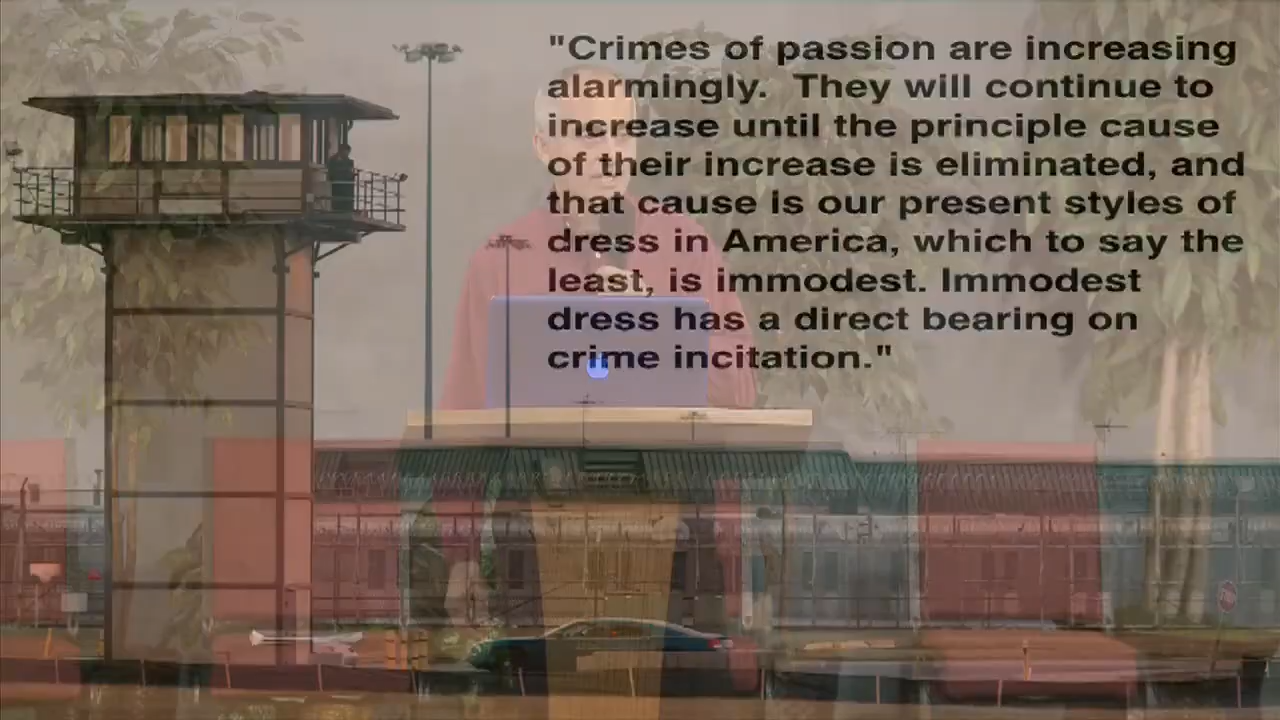 "Crimes of passion are increasing
alarmingly.  They will continue to
increase until the principle cause
of their increase is eliminated, and
that cause is our present styles of
dress in America, which to say the
least, is immodest. Immodest
dress has a direct bearing on
crime incitation."